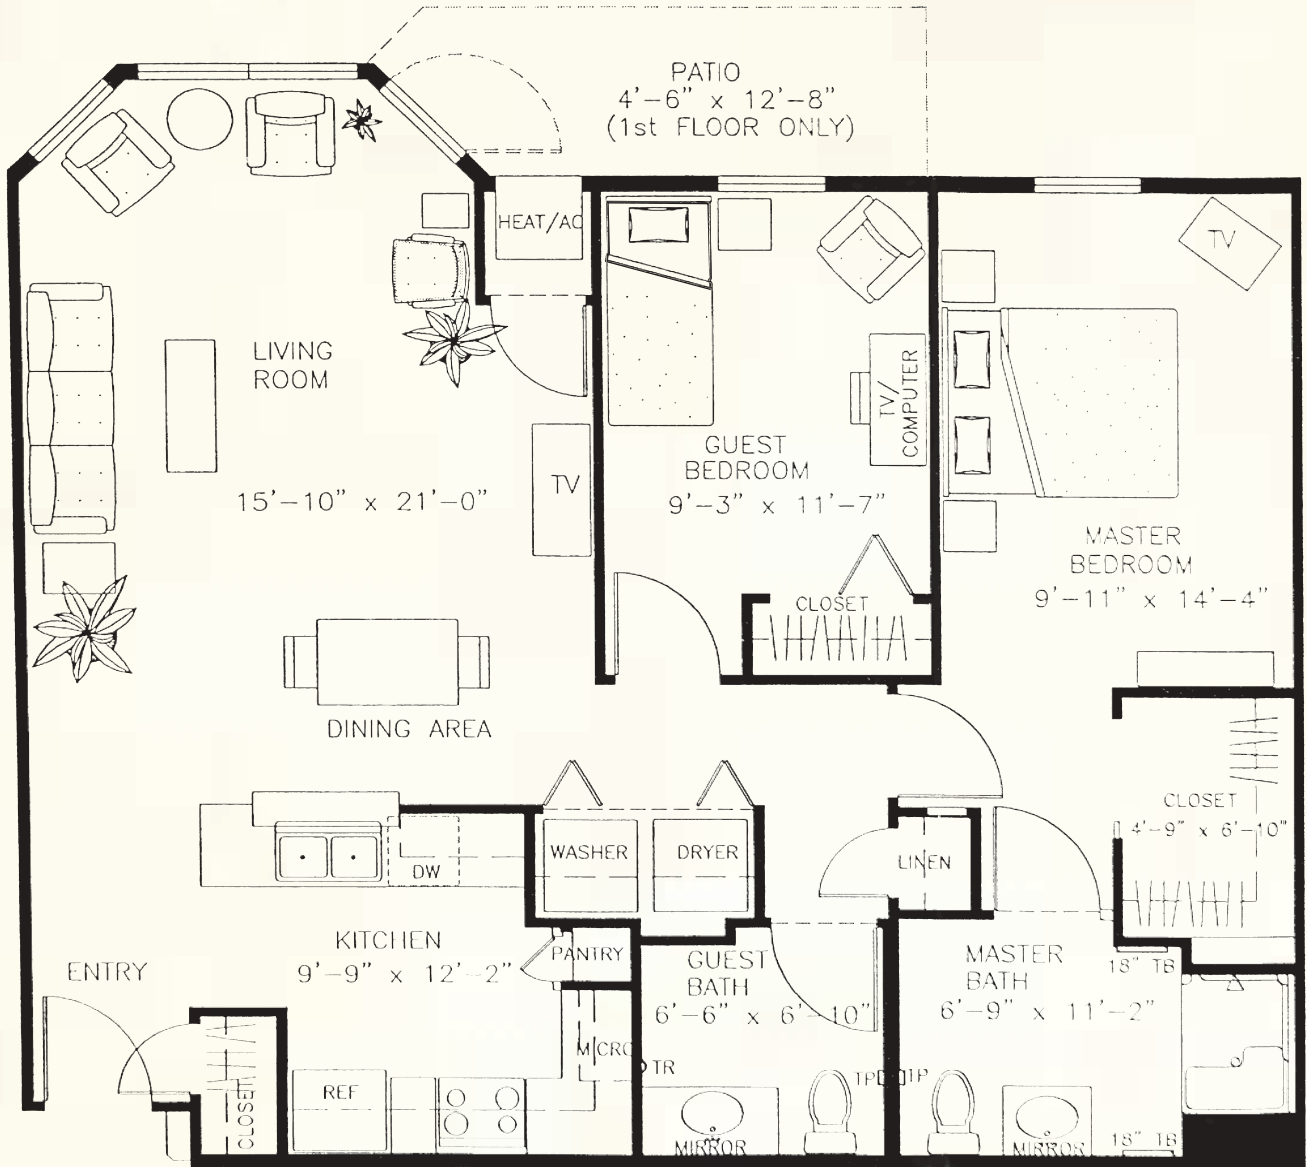 PATIO
4'-6" x 12'-8"
(1st FLOOR ONLY)
HEAT/AC
TV
LIVING
ROOM
15'-10" x 21'-0"
TV
TV/
COMPUTER
GUEST
BEDROOM
9'-3" x 11'-7"
MASTER
BEDROOM
9'-11" x 14'-4"
CLOSET
DINING AREA
CLOSET
4'-9" x 6'-10"
WASHER
DRYER
LINEN
DW
KITCHEN
9'-9" x 12'-2"
PANTRY
GUEST
BATH
6'-6" x 6'-10"
MASTER
BATH
6'-9" x 11'-2"
18" TB
ENTRY
MICRO
TR
REF
TP
TP
CLOSET
MIRROR
MIRROR
18" TB